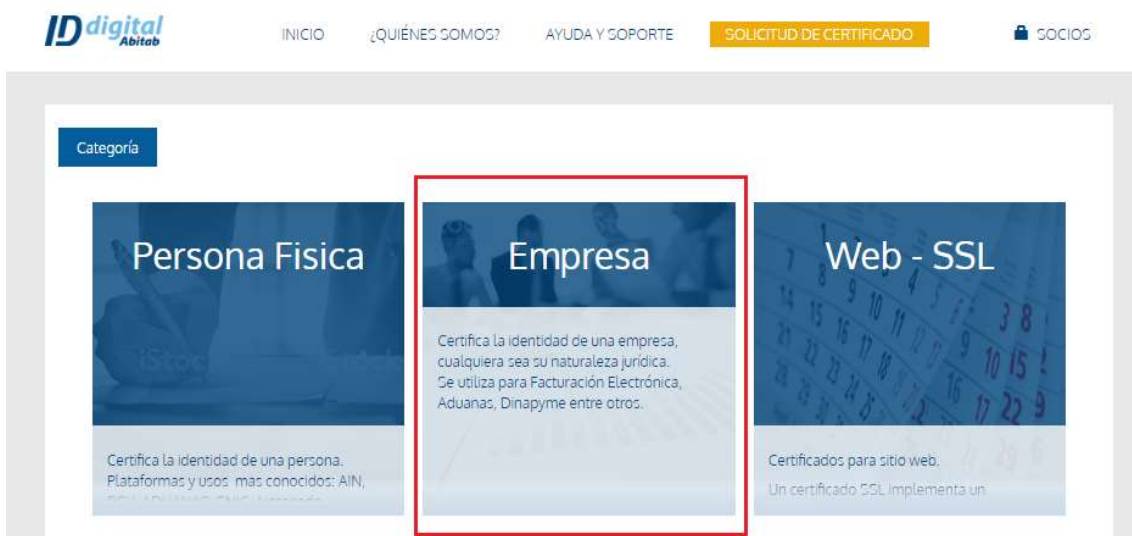 ID digital
Abitab
INICIO
¿QUIÉNES SOMOS?
AYUDA Y SOPORTE
SOLICITUD DE CERTIFICADO
SOCIOS
Categoría
Persona Fisica
Certifica la identidad de una persona.
Plataformas y usos mas conocidos: AIN,
Empresa
Certifica la identidad de una empresa,
cualquiera sea su naturaleza jurídica.
Se utiliza para Facturación Electrónica,
Aduanas, Dinapyme entre otros.
Web - SSL
Certificados para sitio web.
Un certificado SSL implementa un